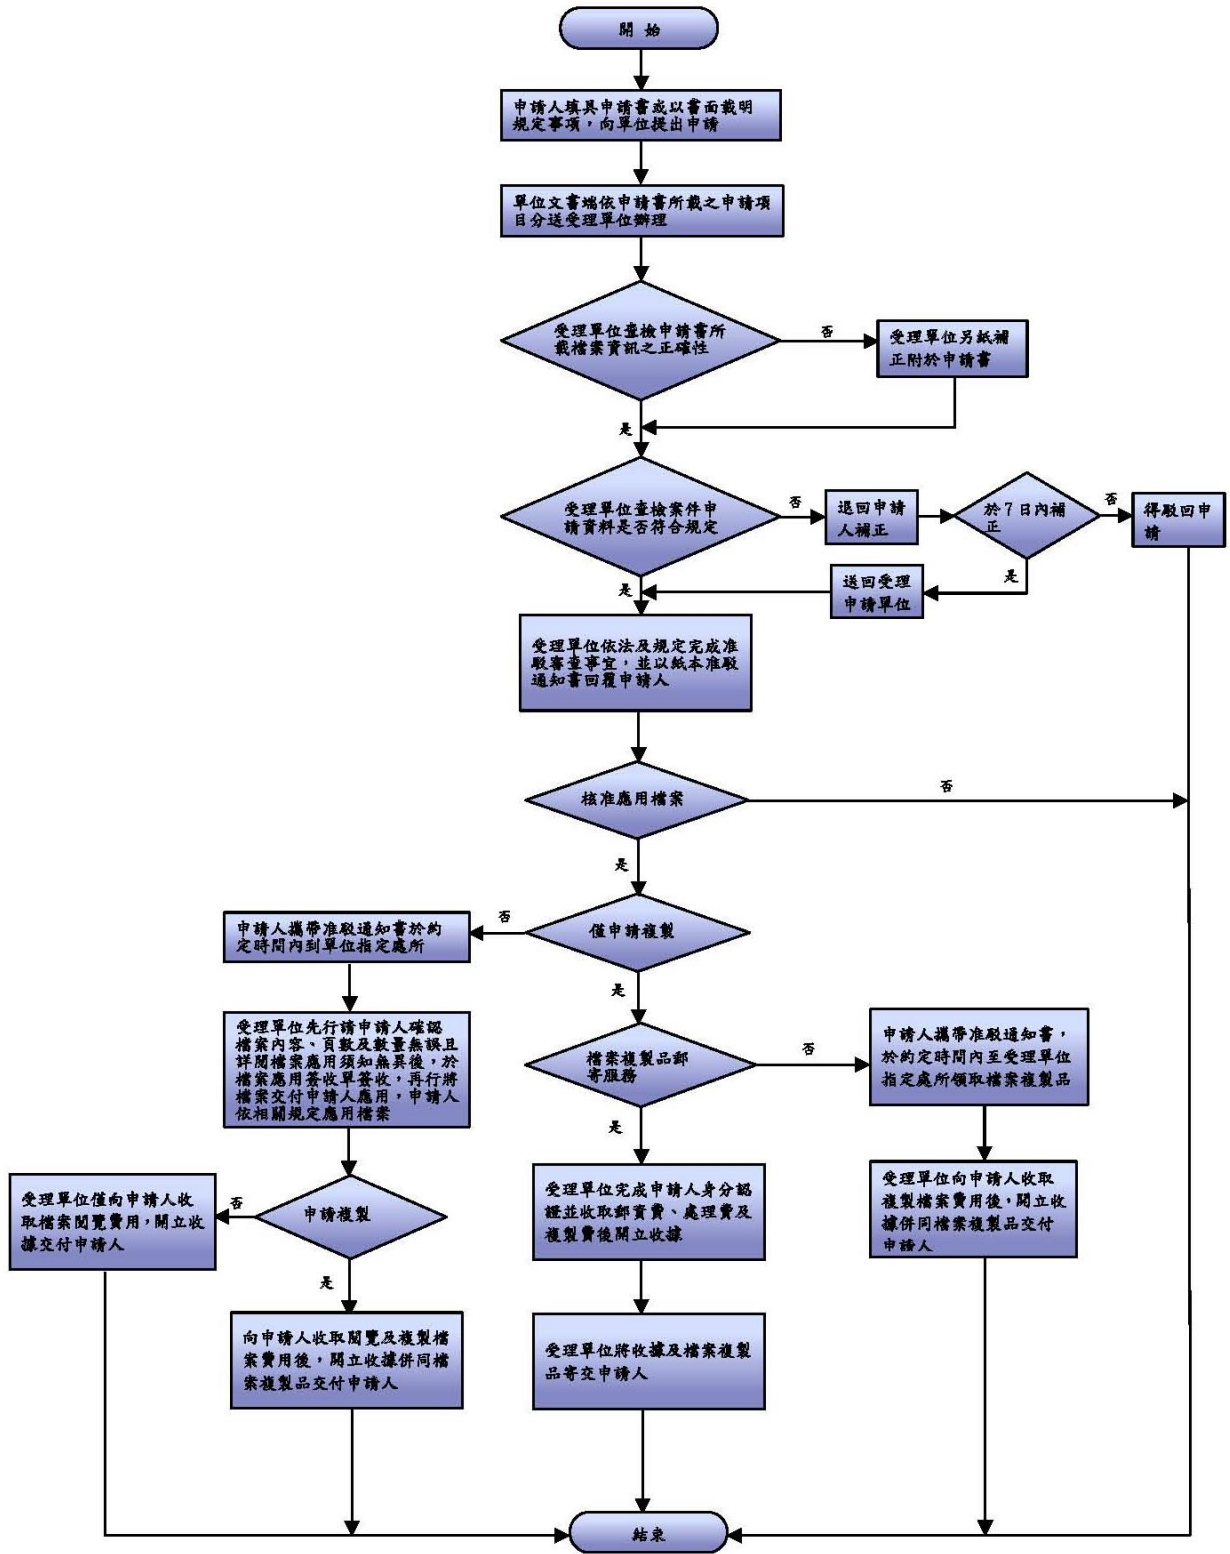 開 始
申請人填具申請書或以書面載明
規定事項，向單位提出申請
單位文書端依申請書所載之申請項
目分送受理單位辦理
受理單位查檢申請書所
載檔案資訊之正確性
否
受理單位另紙補
正附於申請書
是
受理單位查檢案件申
請資料是否符合規定
否
退回申請
人補正
於7日內補
正
否
得駁回申
請
是
送回受理
申請單位
是
受理單位依法及規定完成准
駁審查事宜，並以紙本准駁
通知書回覆申請人
核准應用檔案
否
是
僅申請複製
否
申請人攜帶准駁通知書於約
定時間內到單位指定處所
是
受理單位先行請申請人確認
檔案內容、頁數及數量無誤且
詳閱檔案應用須知無異後，於
檔案應用簽收單簽收，再行將
檔案交付申請人應用，申請人
依相關規定應用檔案
檔案複製品郵
寄服務
否
申請人攜帶准駁通知書，
於約定時間內至受理單位
指定處所領取檔案複製品
是
申請複製
否
受理單位僅向申請人收
取檔案閱覽費用，開立收
據交付申請人
受理單位完成申請人身分認
證並收取郵資費、處理費及
複製費後開立收據
受理單位向申請人收取
複製檔案費用後，開立收
據併同檔案複製品交付
申請人
是
向申請人收取閱覽及複製檔
案費用後，開立收據併同檔
案複製品交付申請人
受理單位將收據及檔案複製
品寄交申請人
結束